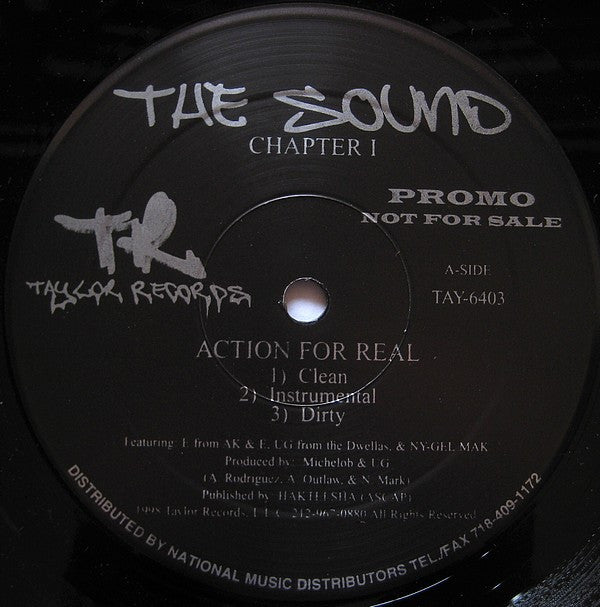 THE SOUND
CHAPTER I
TR
TAYLOR RECORDS
PROMO
NOT FOR SALE
A-SIDE
TAY-6403
ACTION FOR REAL
1) Clean
2) Instrumental
3) Dirty
Featuring: E from AK & E, UG from the Dwellas, & NY-GEL MAK
Produced by: Michelob & UG
(A. Rodriguez, A. Outlaw, & N. Mark)
Published by (ASCAP)
1998 Taylor Records, LLC 242-967-0880 All Rights Reserved
DISTRIBUTED BY NATIONAL MUSIC DISTRIBUTORS TEL./FAX 718-409-1172